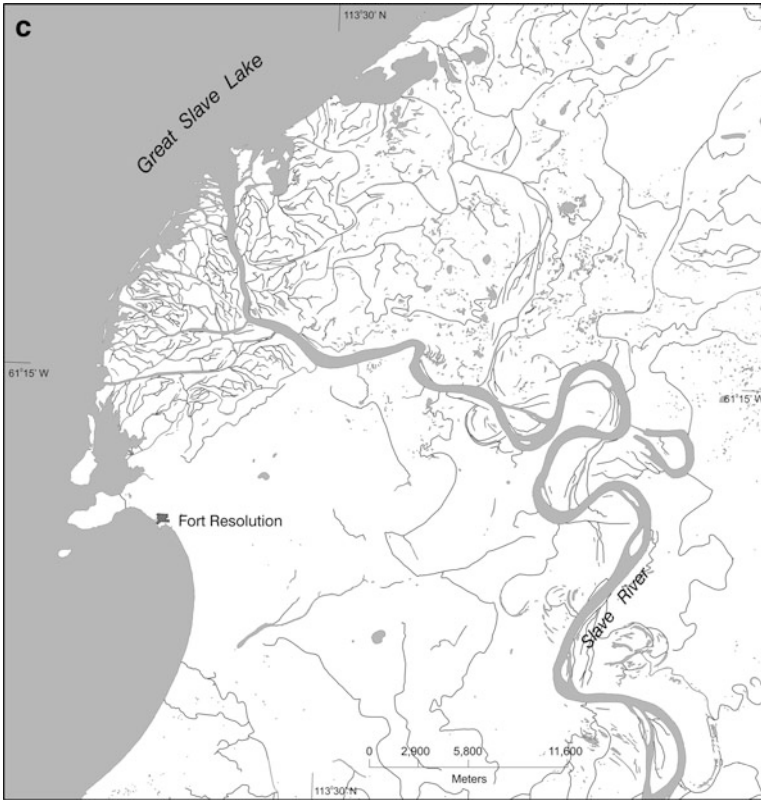 c
113°30' N
Great Slave Lake
61°15' W
61°15' W
Fort Resolution
Slave River
0 2,900 5,800 11,600
Meters
113°30' N